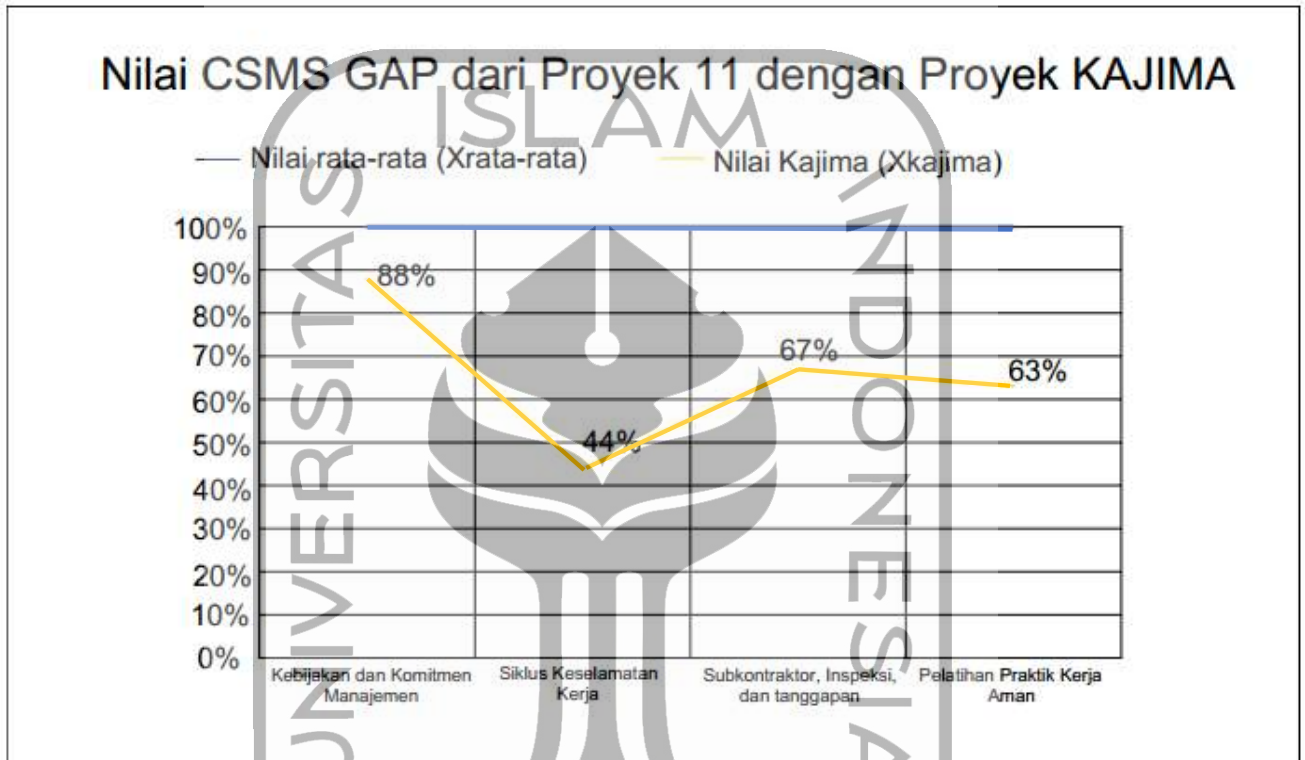 Nilai CSMS GAP dari Proyek 11 dengan Proyek KAJIMA
ISLAM
UNIVERSITAS
INDONESIA
Nilai rata-rata (Xrata-rata)
Nilai Kajima (Xkajima)
100%
90%
80%
70%
60%
50%
40%
30%
20%
10%
0%
88%
44%
67%
63%
Kebijakan dan Komitmen
Manajemen
Siklus Keselamatan
Kerja
Subkontraktor, Inspeksi,
dan tanggapan
Pelatihan Praktik Kerja
Aman